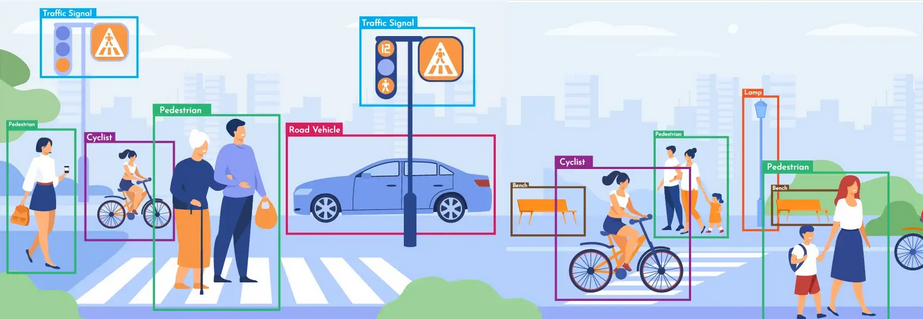 Traffic Signal
Traffic Signal
12
Lamp
Pedestrian
Pedestrian
Road Vehicle
Cyclist
Pedestrian
Cyclist
Pedestrian
Bench
Bench